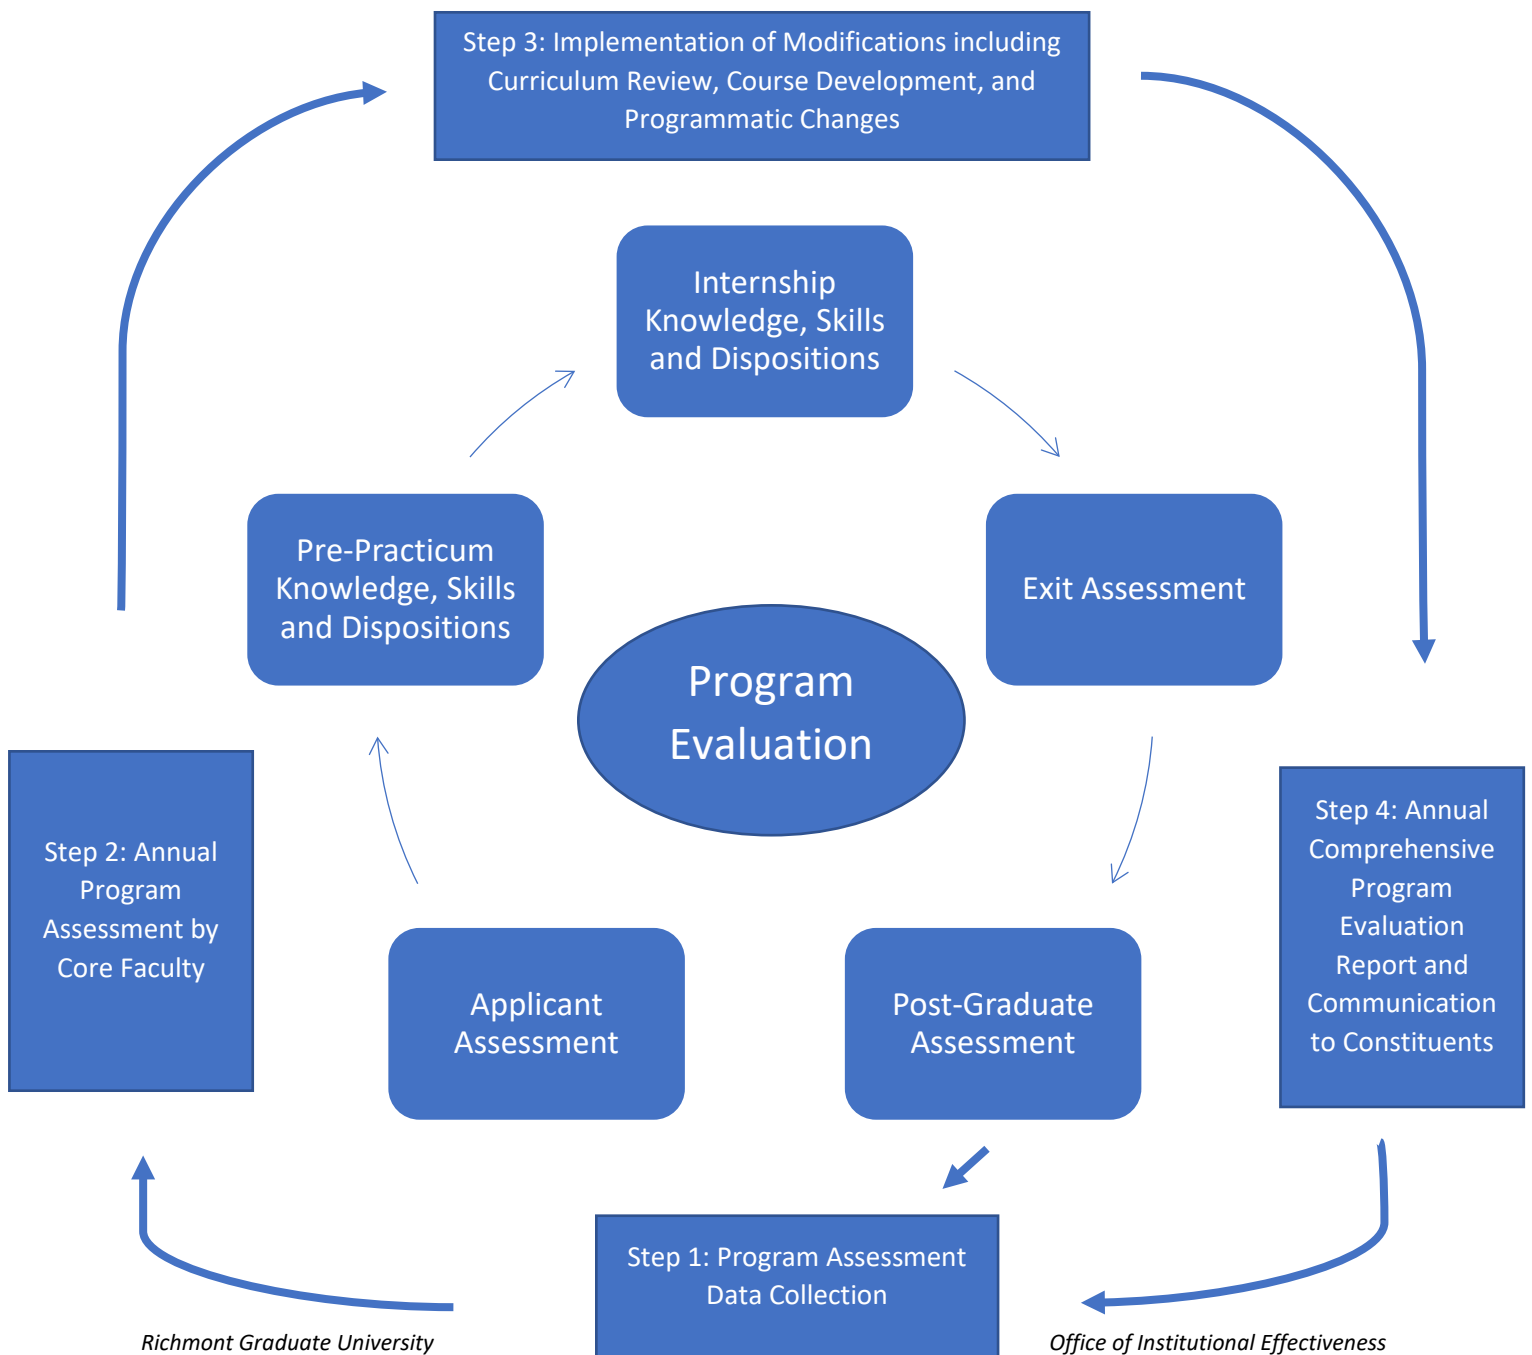 Step 3: Implementation of Modifications including
Curriculum Review, Course Development, and
Programmatic Changes
Internship
Knowledge, Skills
and Dispositions
Pre-Practicum
Knowledge, Skills
and Dispositions
Exit Assessment
Program
Evaluation
Step 2: Annual
Program
Assessment by
Core Faculty
Step 4: Annual
Comprehensive
Program
Evaluation
Report and
Communication
to Constituents
Applicant
Assessment
Post-Graduate
Assessment
Step 1: Program Assessment
Data Collection
Richmont Graduate University
Office of Institutional Effectiveness